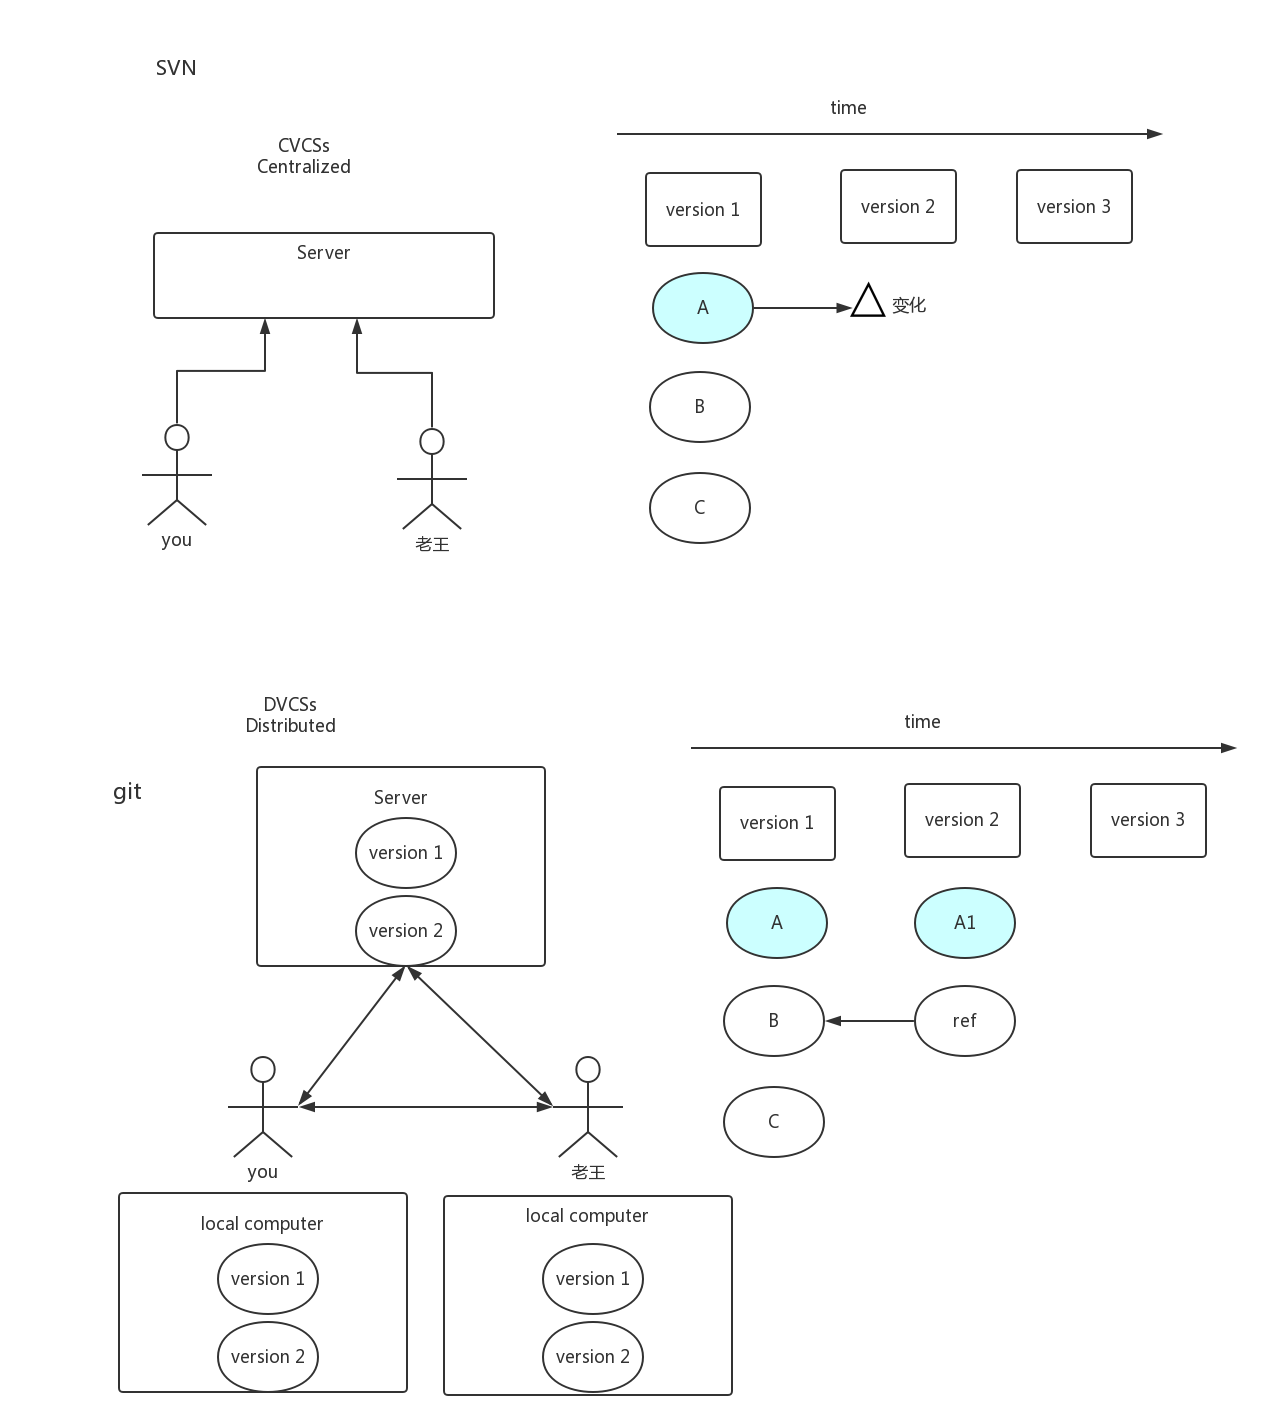 SVN
CVCSs
Centralized
Server
you
老王
time
version 1
version 2
version 3
A
变化
B
C
DVCSs
Distributed
git
Server
version 1
version 2
you
老王
local computer
version 1
version 2
local computer
version 1
version 2
time
version 1
version 2
version 3
A
A1
B
ref
C